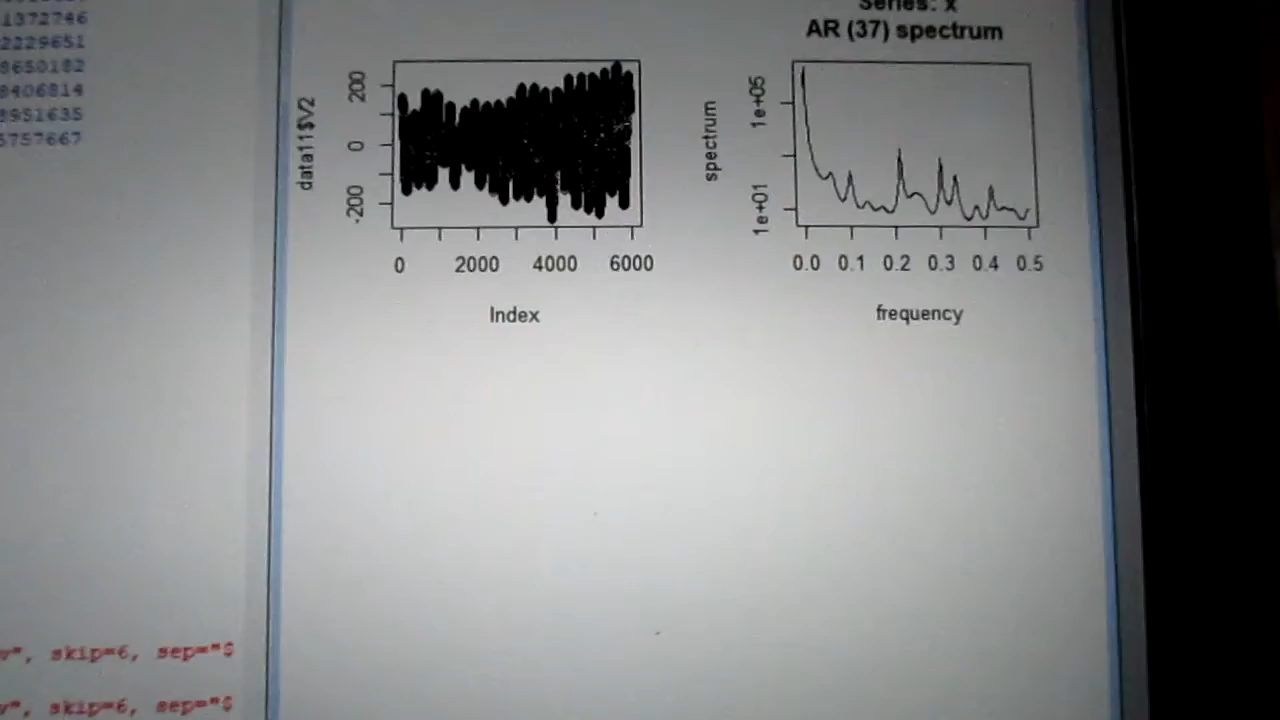 1372746
2229651
8650182
8406814
8951635
5757667
Series: x
AR (37) spectrum
data11$V2
200
0
-200
0 2000 4000 6000
Index
spectrum
1e+05
1e+01
0.0 0.1 0.2 0.3 0.4 0.5
frequency
", skip=6, sep="$
", skip=6, sep="$